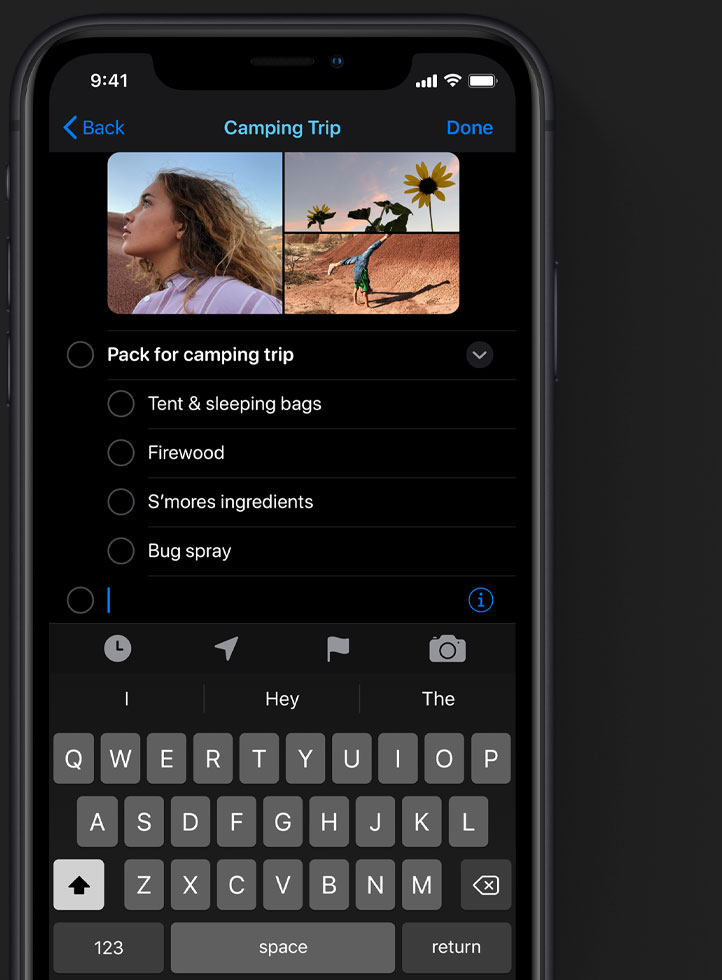 9:41
Back Camping Trip Done
Pack for camping trip
Tent & sleeping bags
Firewood
S’mores ingredients
Bug spray
I Hey The
Q W E R T Y U I O P
A S D F G H J K L
Z X C V B N M
123 space return